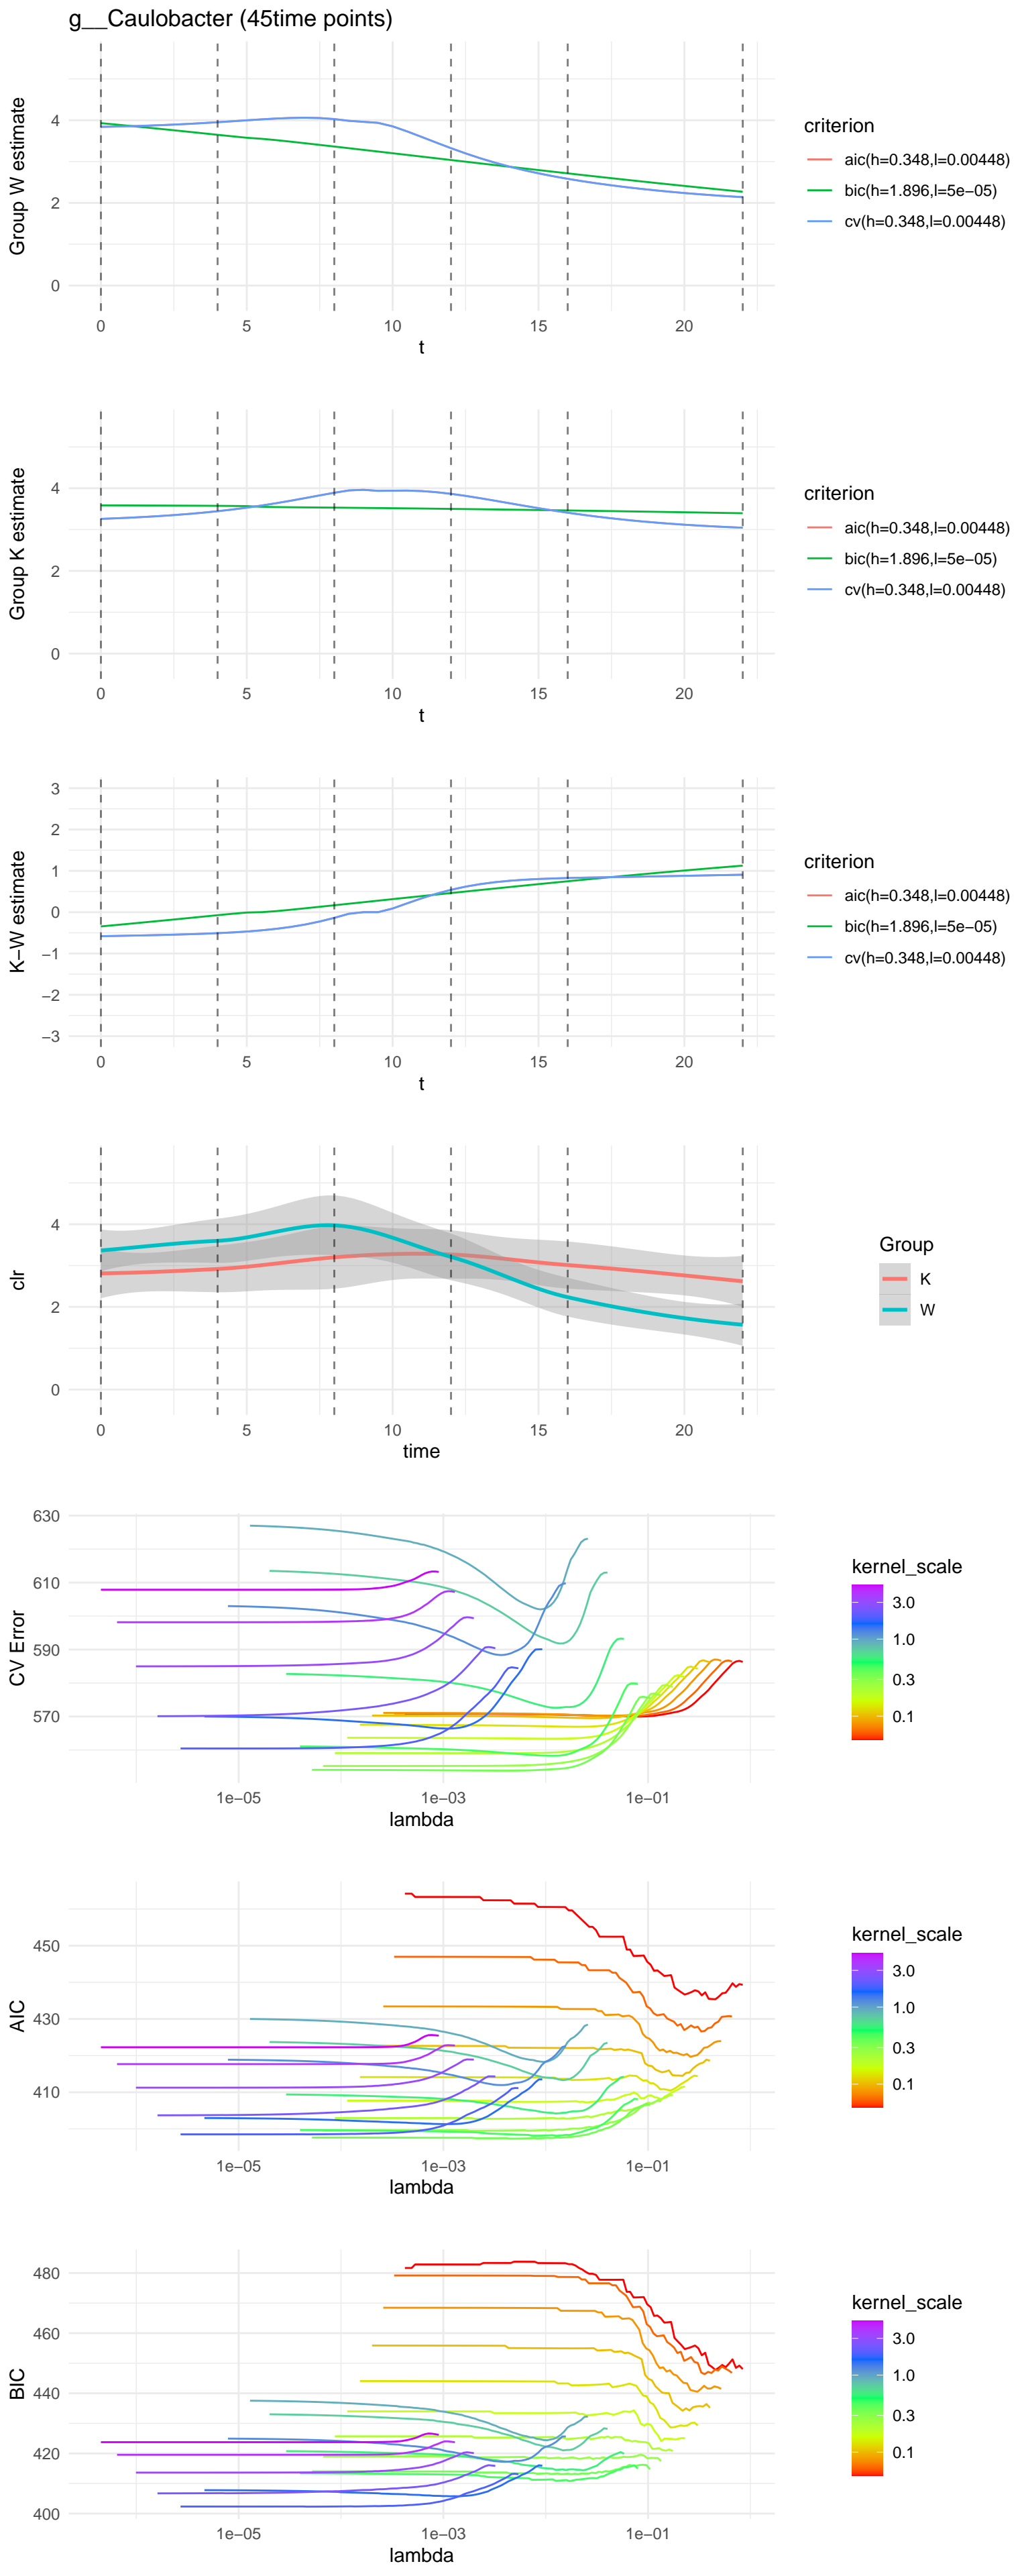 g__Caulobacter (45time points)
Group W estimate
4
2
0
0 5 10 15 20
t
criterion
aic(h=0.348,l=0.00448)
bic(h=1.896,l=5e−05)
cv(h=0.348,l=0.00448)
Group K estimate
4
2
0
0 5 10 15 20
t
criterion
aic(h=0.348,l=0.00448)
bic(h=1.896,l=5e−05)
cv(h=0.348,l=0.00448)
K−W estimate
3
2
1
0
−1
−2
−3
0 5 10 15 20
t
criterion
aic(h=0.348,l=0.00448)
bic(h=1.896,l=5e−05)
cv(h=0.348,l=0.00448)
clr
4
2
0
0 5 10 15 20
time
Group
K
W
CV Error
630
610
590
570
1e−05 1e−03 1e−01
lambda
kernel_scale
3.0
1.0
0.3
0.1
AIC
450
430
410
1e−05 1e−03 1e−01
lambda
kernel_scale
3.0
1.0
0.3
0.1
BIC
480
460
440
420
400
1e−05 1e−03 1e−01
lambda
kernel_scale
3.0
1.0
0.3
0.1